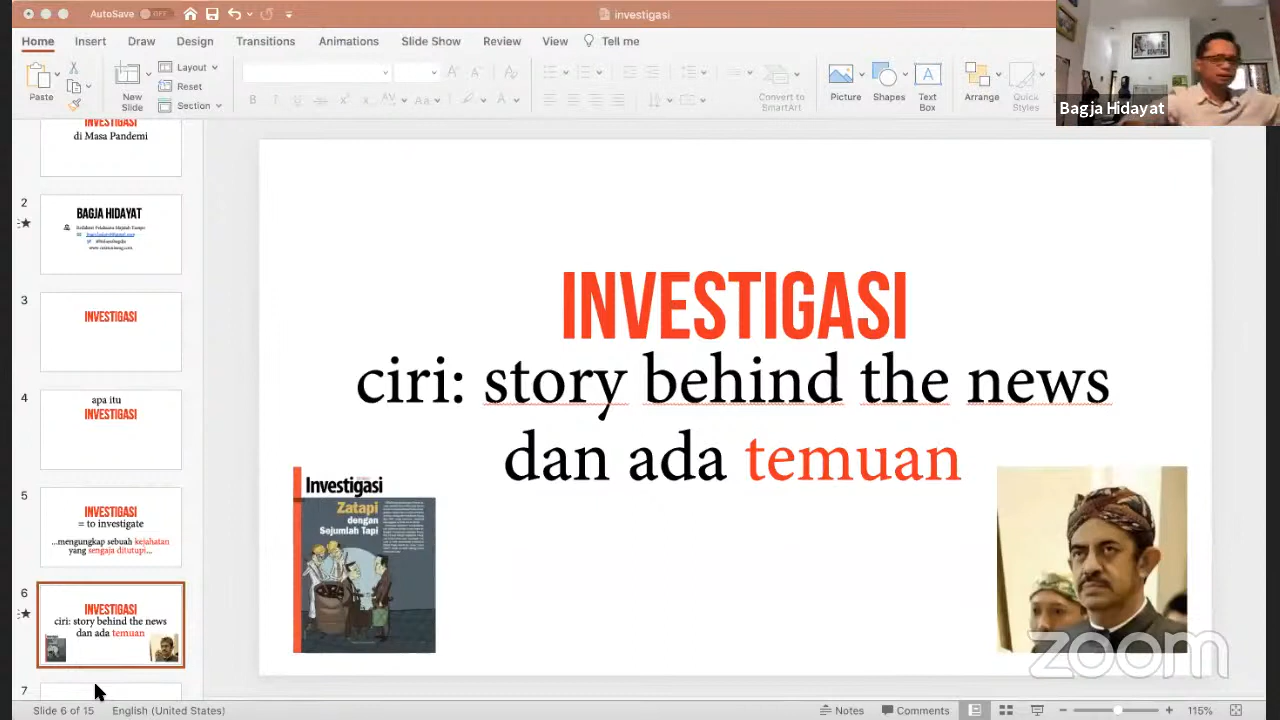 AutoSave OFF
investigasi
Home Insert Draw Design Transitions Animations Slide Show Review View Tell me
Paste
New Slide
Layout
Reset
Section
Convert to SmartArt
Picture
Shapes
Text Box
Arrange
Quick Styles
Bagja Hidayat
INVESTIGASI
di Masa Pandemi
2
BAGJA HIDAYAT
3
INVESTIGASI
4
apa itu
INVESTIGASI
5
INVESTIGASI
= to investigate
...mengungkap sebuah kejahatan
yang sengaja ditutupi...
6
INVESTIGASI
ciri: story behind the news
dan ada temuan
7
INVESTIGASI
ciri: story behind the news
dan ada temuan
Investigasi
Zatapi
dengan
Sejumlah Tapi
zoom
Slide 6 of 15 English (United States) Notes Comments 115%